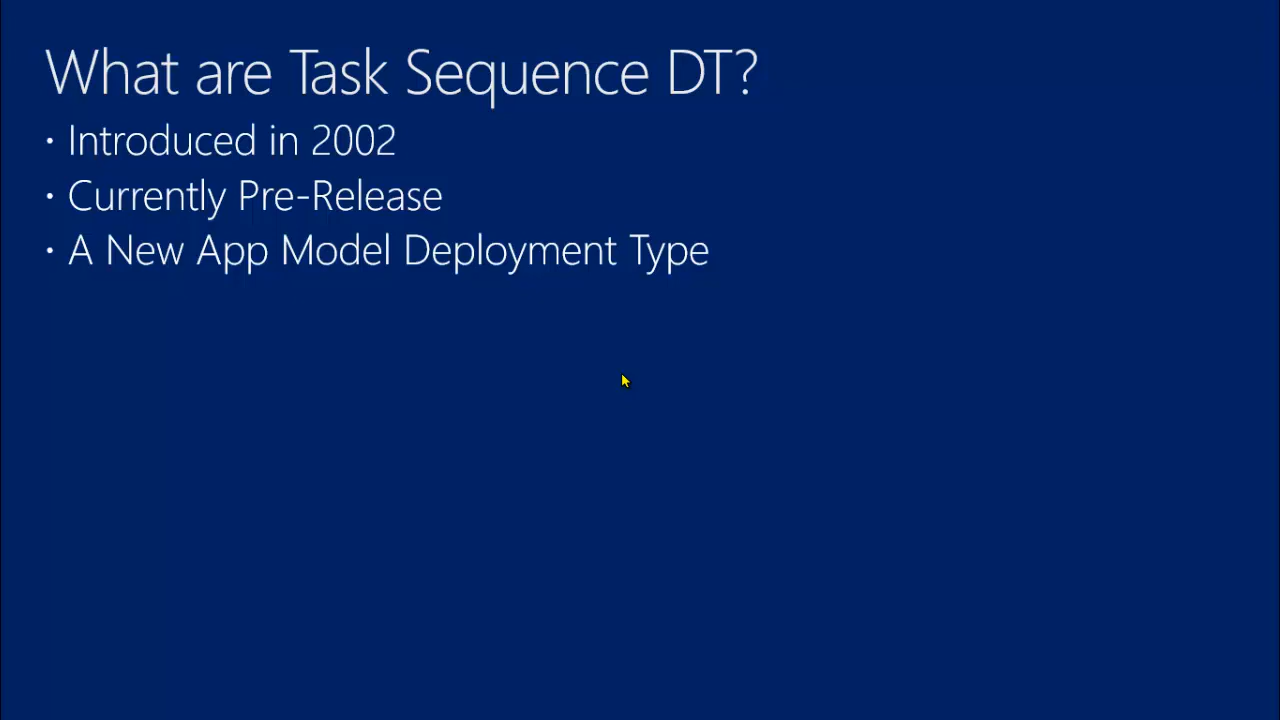 What are Task Sequence DT?
• Introduced in 2002
• Currently Pre-Release
• A New App Model Deployment Type